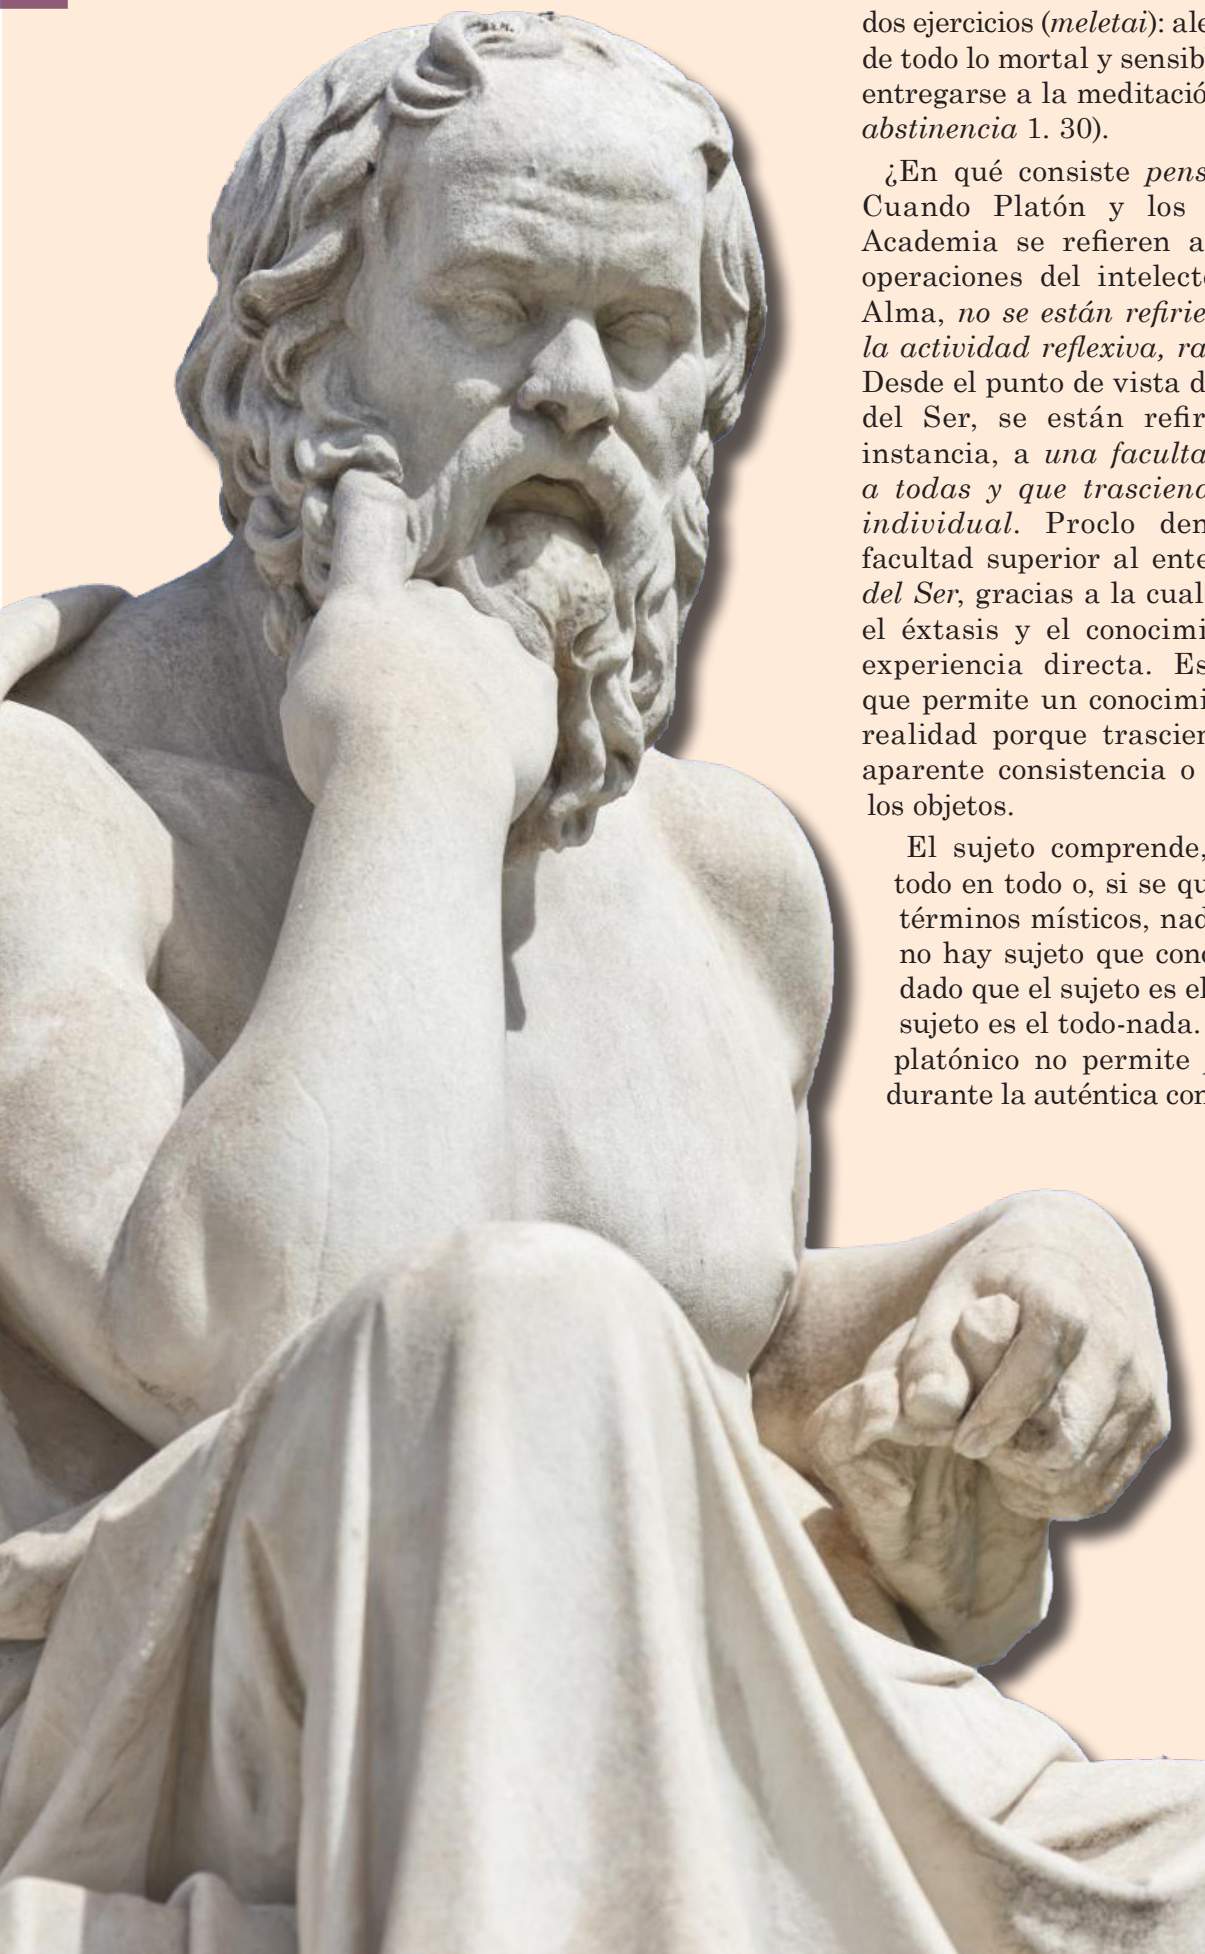 dos ejercicios (meletai): ale
de todo lo mortal y sensib
entregarse a la meditació
abstinencia 1. 30).
¿En qué consiste pens
Cuando Platón y los
Academia se refieren a
operaciones del intelect
Alma, no se están refirie
la actividad reflexiva, ra
Desde el punto de vista d
del Ser, se están refir
instancia, a una faculta
a todas y que trascien
individual. Proclo den
facultad superior al ente
del Ser, gracias a la cual
el éxtasis y el conocimi
experiencia directa. Es
que permite un conocimi
realidad porque trascien
aparente consistencia o
los objetos.
El sujeto comprende,
todo en todo o, si se qu
términos místicos, nad
no hay sujeto que cono
dado que el sujeto es el
sujeto es el todo-nada.
platónico no permite
durante la auténtica con